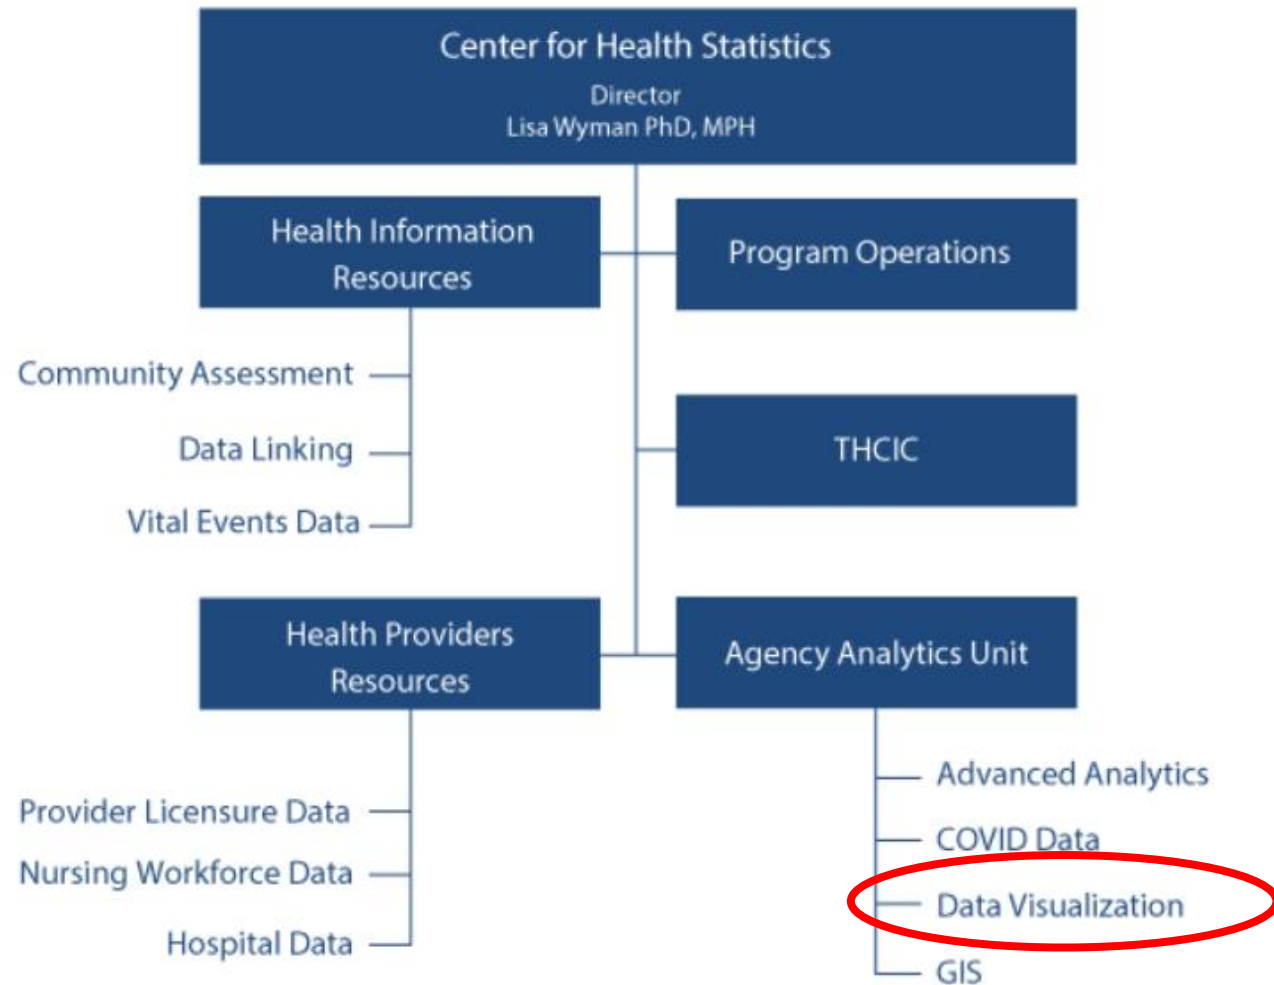 Center for Health Statistics
Director
Lisa Wyman PhD, MPH
Health Information
Resources
Program Operations
Community Assessment
Data Linking
Vital Events Data
THCIC
Health Providers
Resources
Agency Analytics Unit
Provider Licensure Data
Nursing Workforce Data
Hospital Data
Advanced Analytics
COVID Data
Data Visualization
GIS